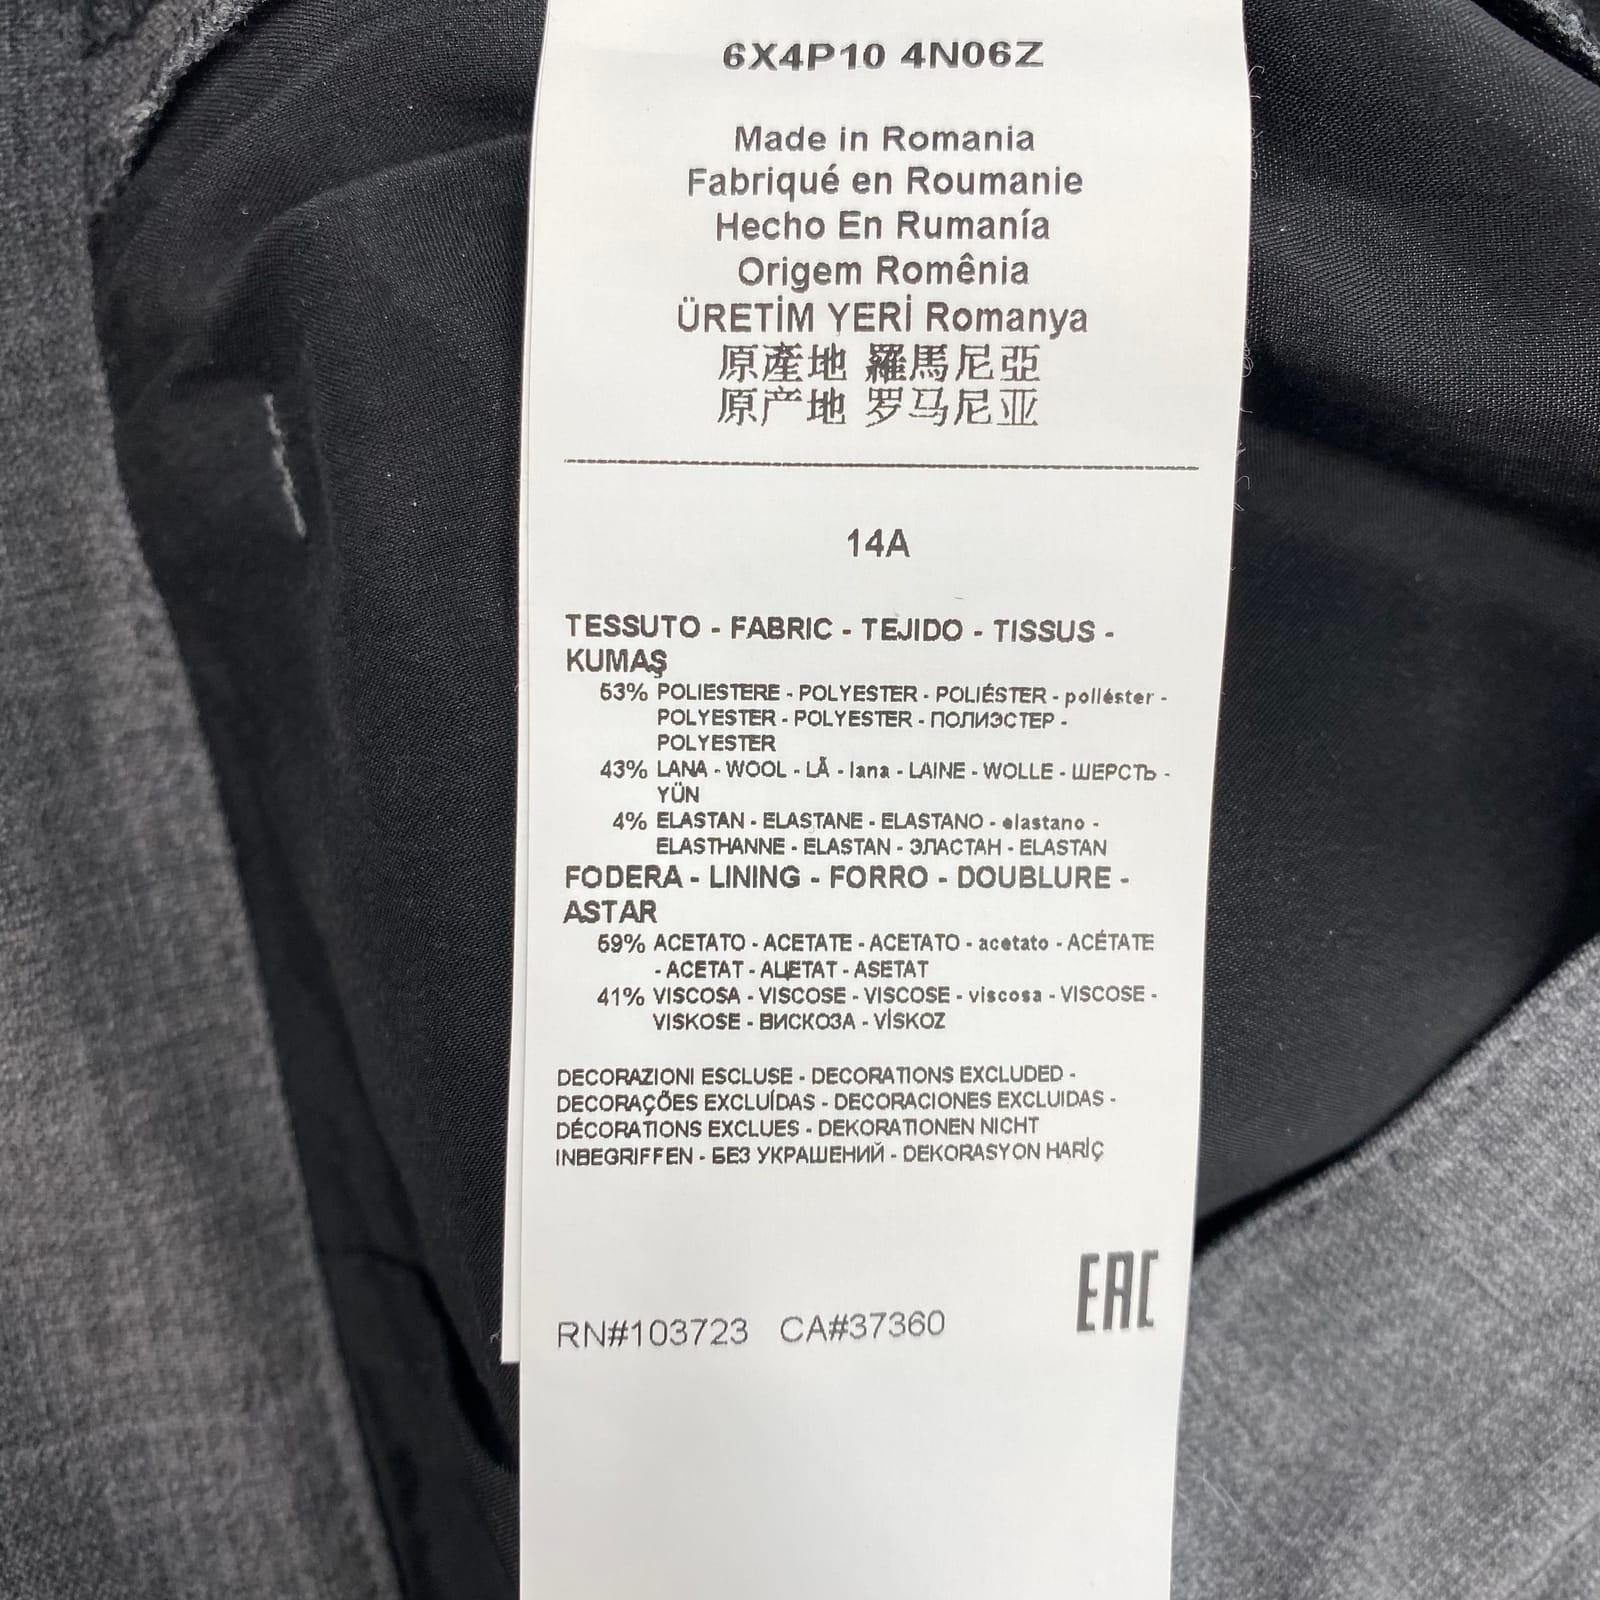 6X4P10 4N06Z
Made in Romania
Fabriqué en Roumanie
Hecho En Rumanía
Origem Romênia
ÜRETİM YERİ Romanya
原產地 羅馬尼亞
原产地 罗马尼亚
14A
TESSUTO - FABRIC - TEJIDO - TISSUS -
KUMAŞ
53% POLIESTERE - POLYESTER - POLIÉSTER - poliéster -
POLYESTER - POLYESTER - ПОЛИЭСТЕР -
POLYESTER
43% LANA - WOOL - LÃ - lana - LAINE - WOLLE - ШЕРСТЬ -
YÜN
4% ELASTAN - ELASTANE - ELASTANO - elastano -
ELASTHANNE - ELASTAN - ЭЛАСТАН - ELASTAN
FODERA - LINING - FORRO - DOUBLURE -
ASTAR
59% ACETATO - ACETATE - ACETATO - acetato - ACÉTATE
- ACETAT - АЦЕТАТ - ASETAT
41% VISCOSA - VISCOSE - VISCOSE - viscosa - VISCOSE -
VISKOSE - ВИСКОЗА - VİSKOZ
DECORAZIONI ESCLUSE - DECORATIONS EXCLUDED -
DECORAÇÕES EXCLUÍDAS - DECORACIONES EXCLUIDAS -
DÉCORATIONS EXCLUES - DEKORATIONEN NICHT
INBEGRIFFEN - БЕЗ УКРАШЕНИЙ - DEKORASYON HARİÇ
EAC
RN#103723 CA#37360